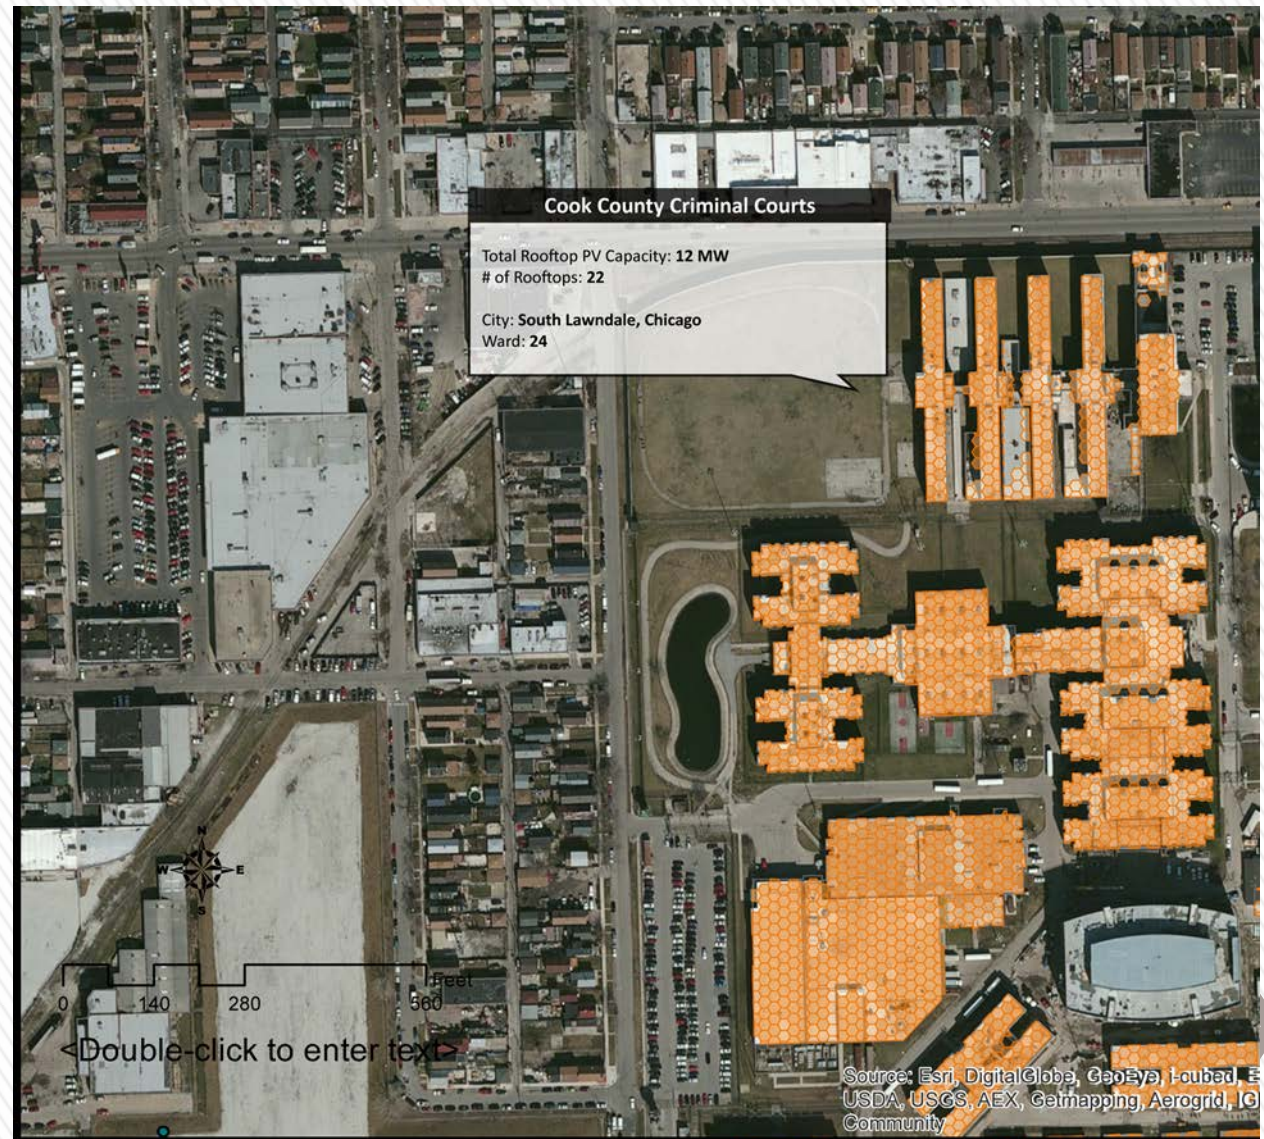 Cook County Criminal Courts
Total Rooftop PV Capacity: 12 MW
# of Rooftops: 22
City: South Lawndale, Chicago
Ward: 24
N
W E
S
Feet
0 140 280 560
<Double-click to enter text>
Source: Esri, DigitalGlobe, GeoEye, i-cubed, E
USDA, USGS, AEX, Getmapping, Aerogrid, IG
Community